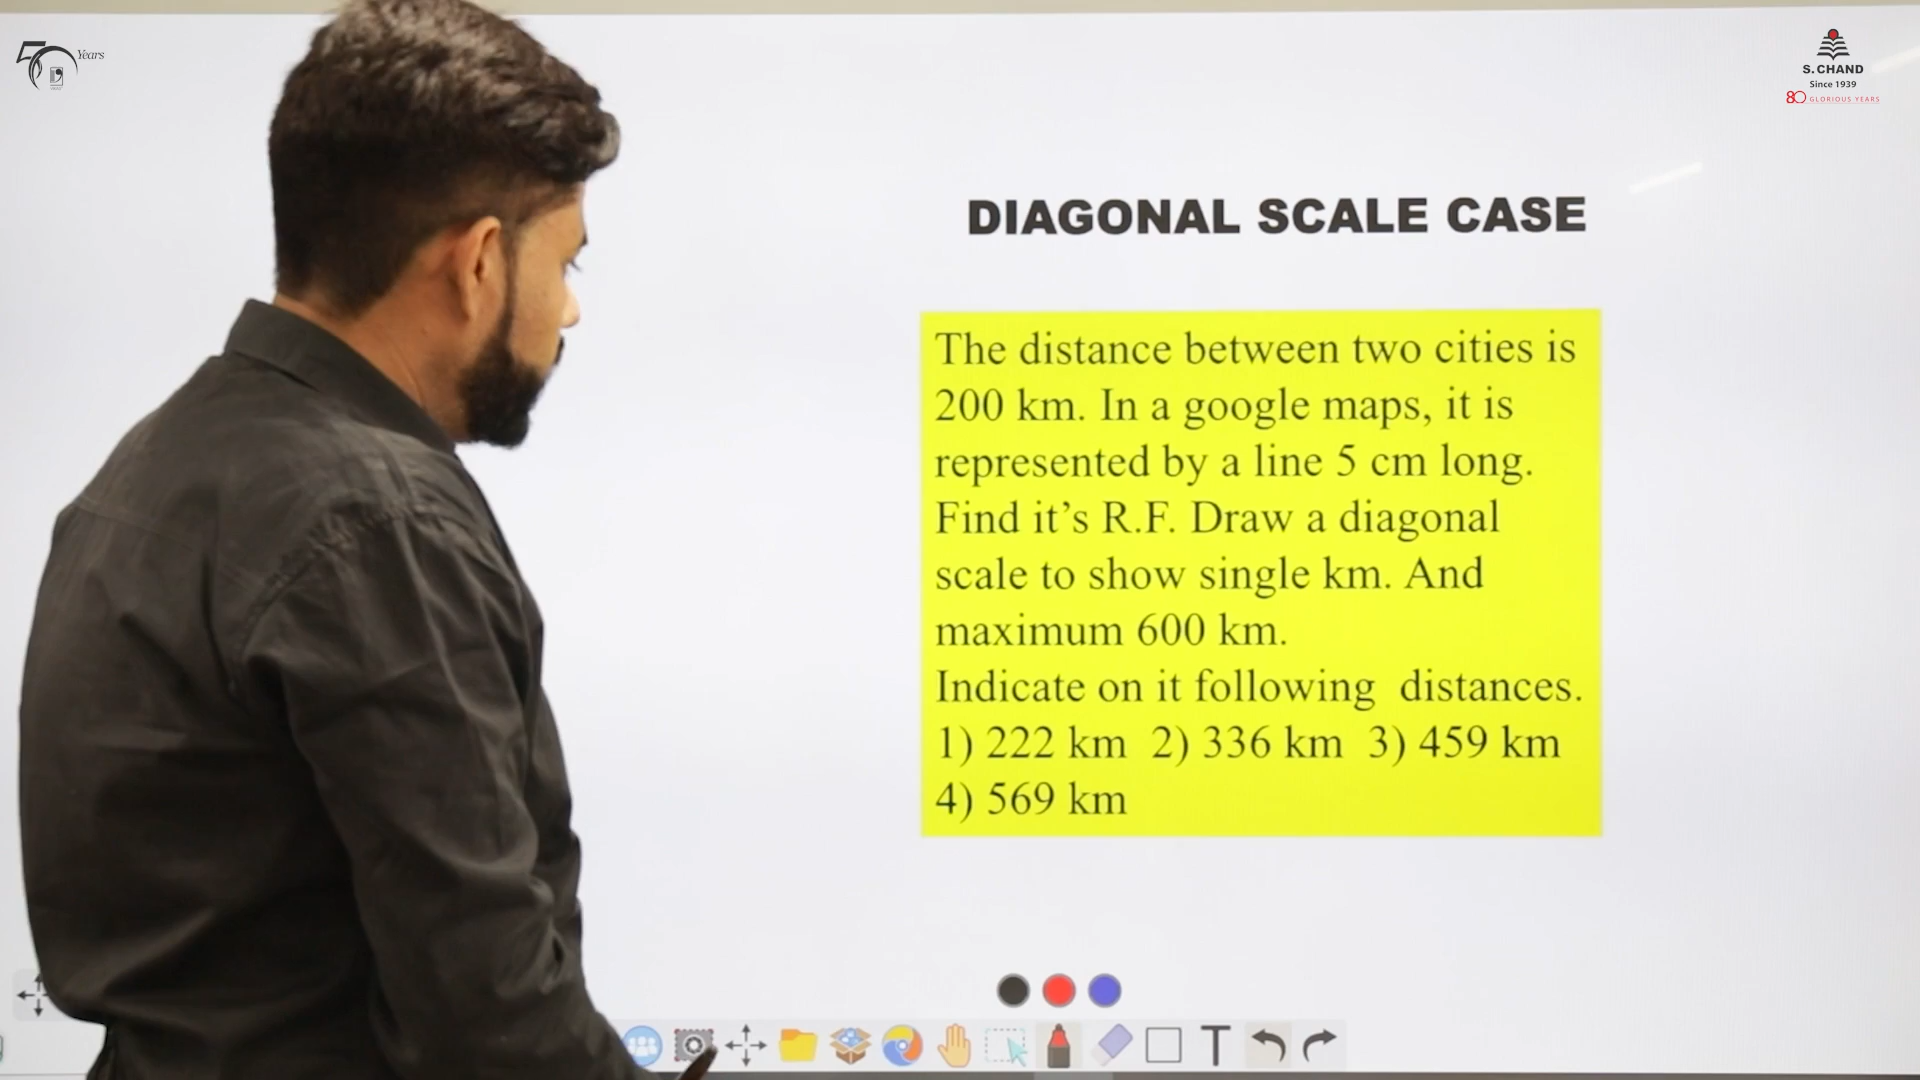 50 Years
S. CHAND
Since 1939
80 GLORIOUS YEARS
DIAGONAL SCALE CASE
The distance between two cities is
200 km. In a google maps, it is
represented by a line 5 cm long.
Find it’s R.F. Draw a diagonal
scale to show single km. And
maximum 600 km.
Indicate on it following distances.
1) 222 km 2) 336 km 3) 459 km
4) 569 km
T